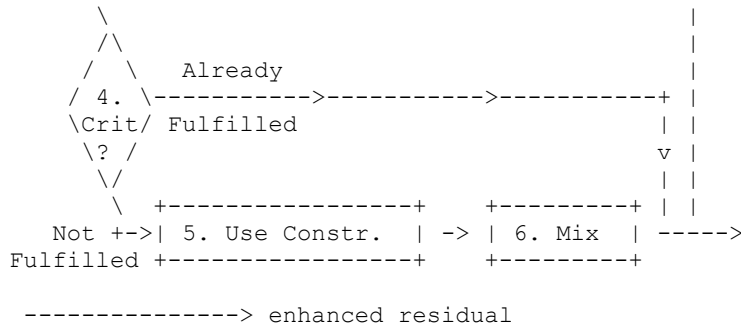 Already
4.
Crit Fulfilled
?
Not 5. Use Constr. 6. Mix
Fulfilled
enhanced residual